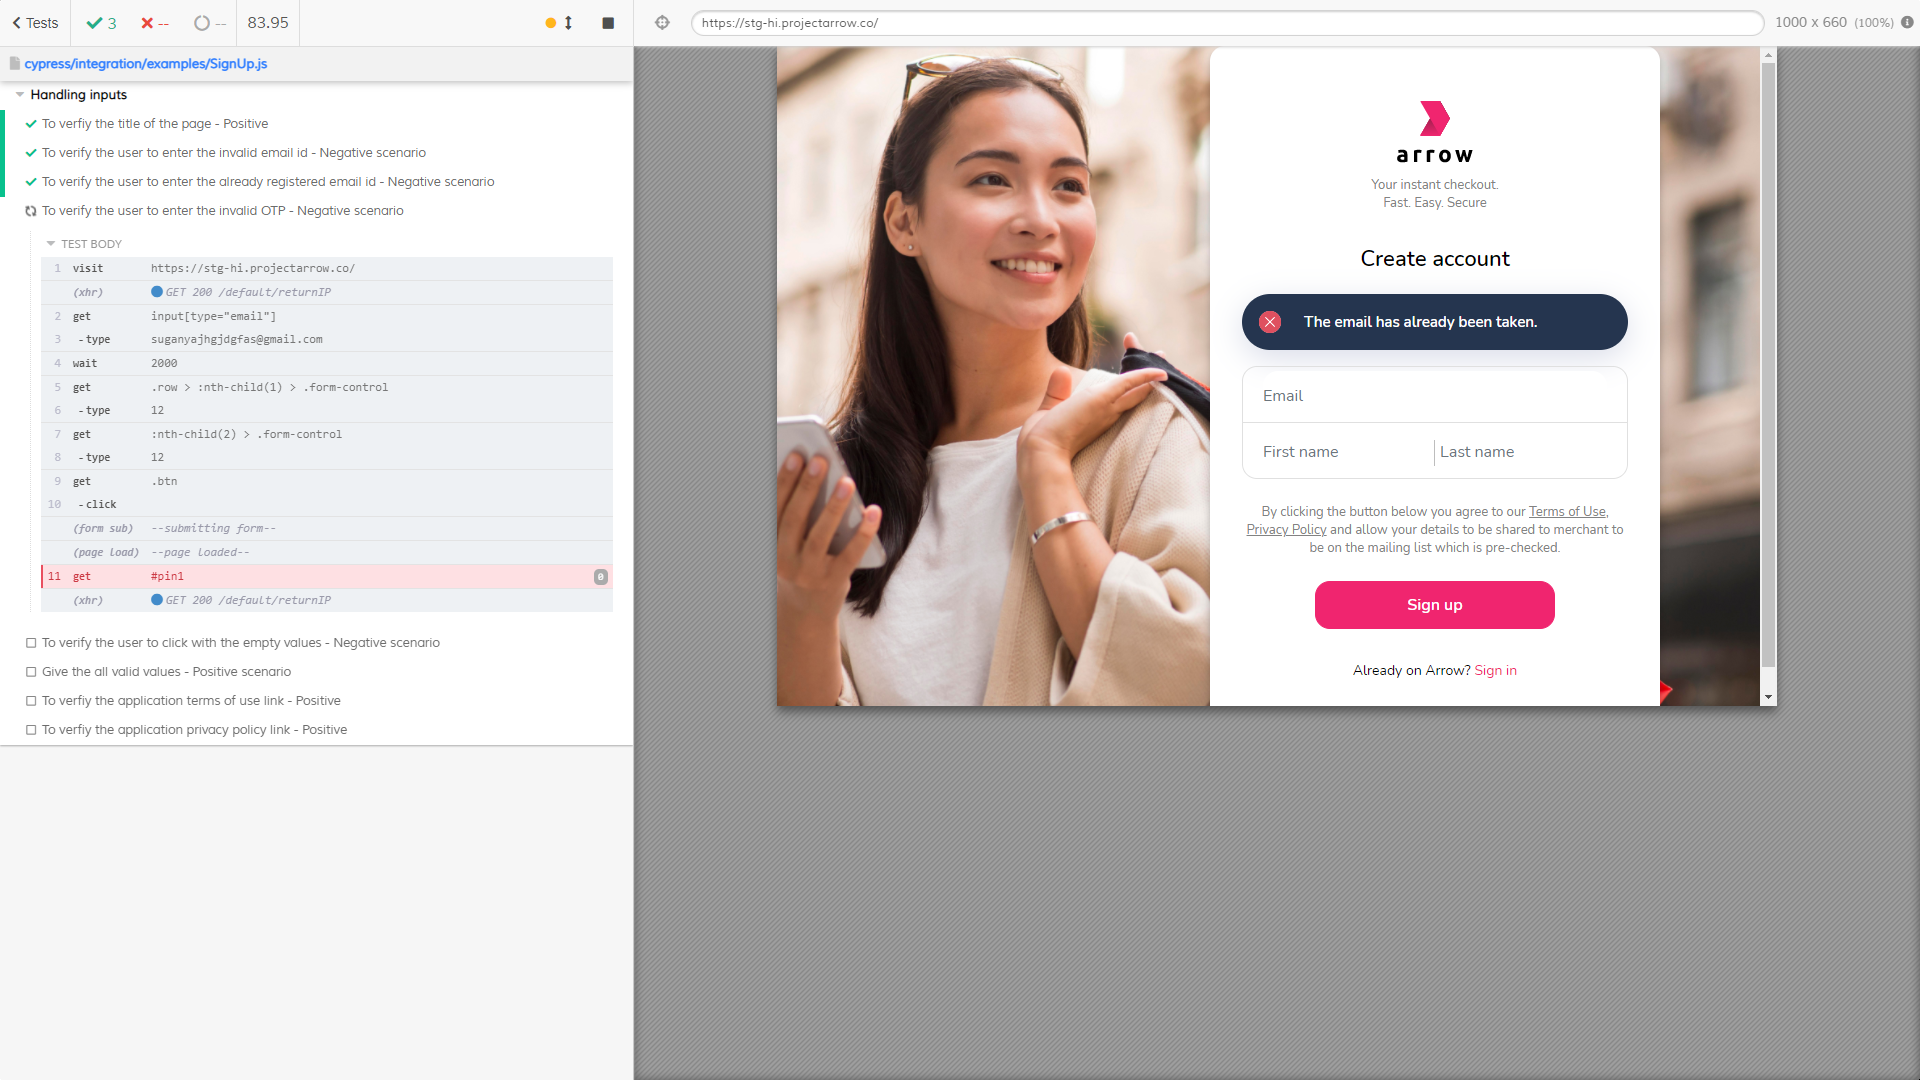 Tests
3
--
--
83.95
https://stg-hi.projectarrow.co/
1000 x 660 (100%)
cypress/integration/examples/SignUp.js
Handling inputs
To verfiy the title of the page - Positive
To verify the user to enter the invalid email id - Negative scenario
To verify the user to enter the already registered email id - Negative scenario
To verify the user to enter the invalid OTP - Negative scenario
TEST BODY
1 visit https://stg-hi.projectarrow.co/
(xhr) GET 200 /default/returnIP
2 get input[type="email"]
3 -type suganyajhgjdgfas@gmail.com
4 wait 2000
5 get .row > :nth-child(1) > .form-control
6 -type 12
7 get :nth-child(2) > .form-control
8 -type 12
9 get .btn
10 -click
(form sub) --submitting form--
(page load) --page loaded--
11 get #pin1 0
(xhr) GET 200 /default/returnIP
To verify the user to click with the empty values - Negative scenario
Give the all valid values - Positive scenario
To verfiy the application terms of use link - Positive
To verfiy the application privacy policy link - Positive
arrow
Your instant checkout.
Fast. Easy. Secure
Create account
The email has already been taken.
Email
First name
Last name
By clicking the button below you agree to our Terms of Use,
Privacy Policy and allow your details to be shared to merchant to
be on the mailing list which is pre-checked.
Sign up
Already on Arrow? Sign in